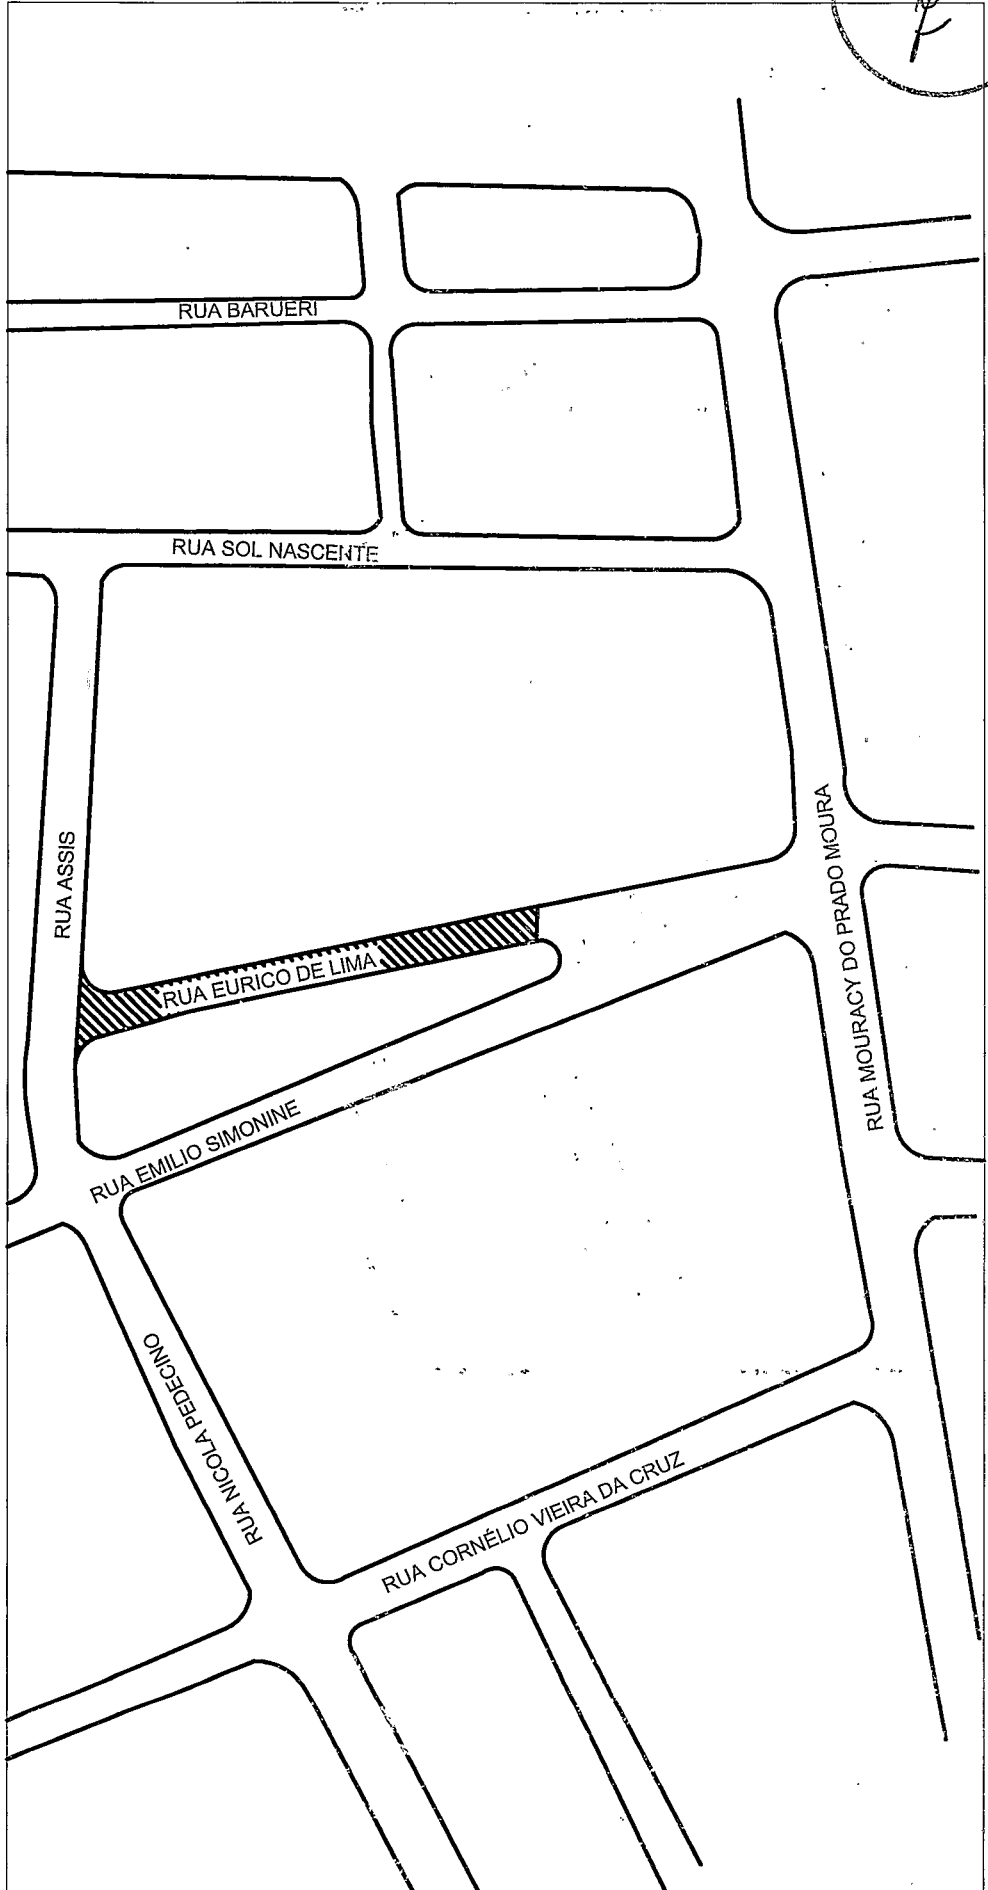 RUA BARUERI
RUA SOL NASCENTE
RUA ASSIS
RUA MOURACY DO PRADO MOURA
RUA EURICO DE LIMA
RUA EMILIO SIMONINE
RUA NICOLA PEDECINO
RUA CORNÉLIO VIEIRA DA CRUZ